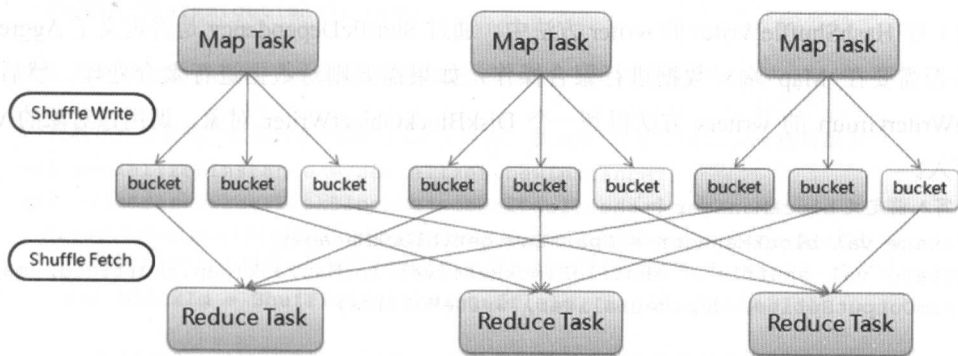 Map Task
Map Task
Map Task
Shuffle Write
bucket
bucket
bucket
bucket
bucket
bucket
bucket
bucket
bucket
Shuffle Fetch
Reduce Task
Reduce Task
Reduce Task